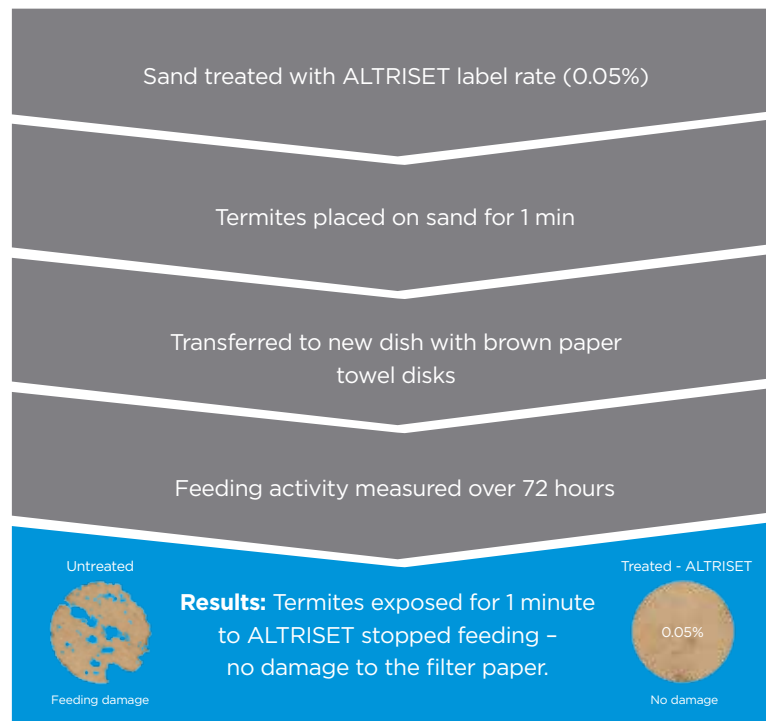 Sand treated with ALTRISET label rate (0.05%)
Termites placed on sand for 1 min
Transferred to new dish with brown paper
towel disks
Feeding activity measured over 72 hours
Untreated
Feeding damage
Results: Termites exposed for 1 minute
to ALTRISET stopped feeding –
no damage to the filter paper.
Treated - ALTRISET
0.05%
No damage